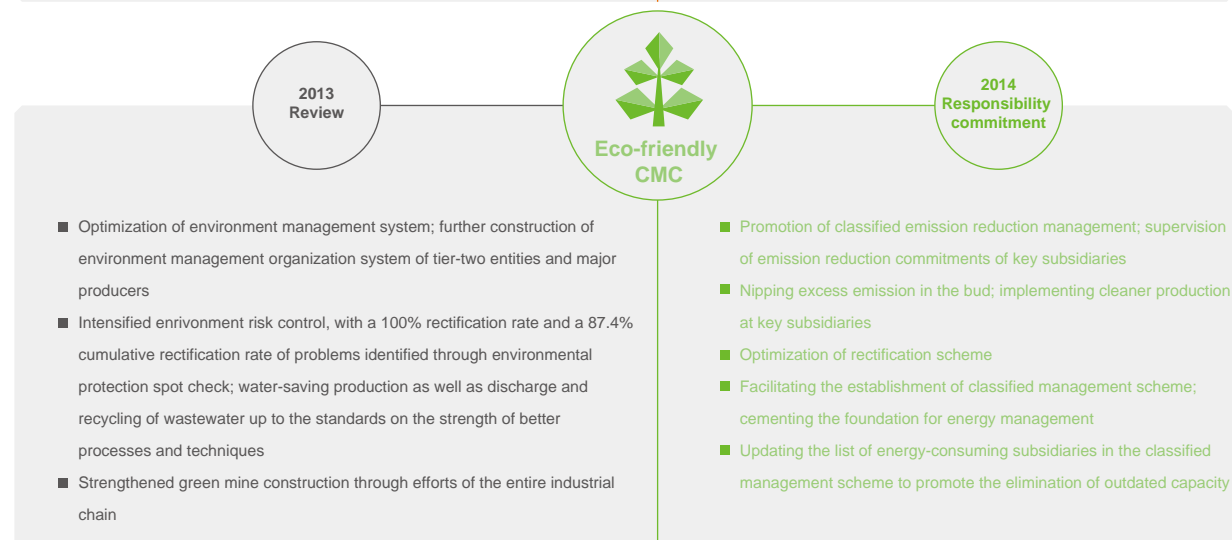 2013
Review
Eco-friendly
CMC
2014
Responsibility
commitment
■ Optimization of environment management system; further construction of
environment management organization system of tier-two entities and major
producers
■ Intensified enrivonment risk control, with a 100% rectification rate and a 87.4%
cumulative rectification rate of problems identified through environmental
protection spot check; water-saving production as well as discharge and
recycling of wastewater up to the standards on the strength of better
processes and techniques
■ Strengthened green mine construction through efforts of the entire industrial
chain
■ Promotion of classified emission reduction management; supervision
of emission reduction commitments of key subsidiaries
■ Nipping excess emission in the bud; implementing cleaner production
at key subsidiaries
■ Optimization of rectification scheme
■ Facilitating the establishment of classified management scheme;
cementing the foundation for energy management
■ Updating the list of energy-consuming subsidiaries in the classified
management scheme to promote the elimination of outdated capacity